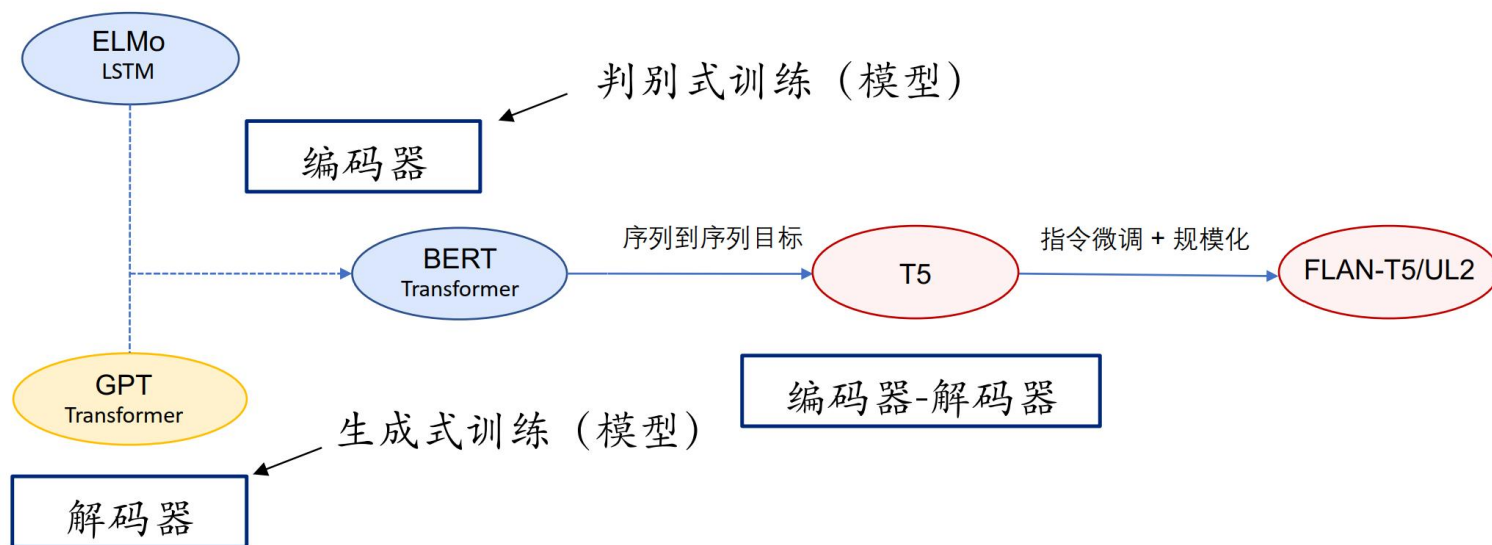 ELMo
LSTM
判别式训练（模型）
编码器
BERT
Transformer
序列到序列目标
T5
指令微调 + 规模化
FLAN-T5/UL2
GPT
Transformer
编码器-解码器
生成式训练（模型）
解码器